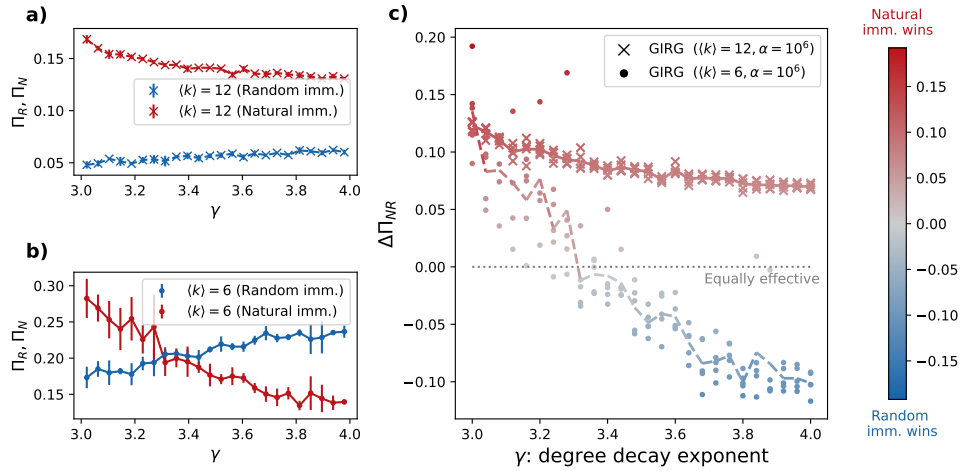 a)
0.15
0.10
0.05
Π_R, Π_N
⟨k⟩ = 12 (Random imm.)
⟨k⟩ = 12 (Natural imm.)
3.0 3.2 3.4 3.6 3.8 4.0
γ
b)
0.30
0.25
0.20
0.15
Π_R, Π_N
⟨k⟩ = 6 (Random imm.)
⟨k⟩ = 6 (Natural imm.)
3.0 3.2 3.4 3.6 3.8 4.0
γ
c)
0.20
0.15
0.10
0.05
0.00
−0.05
−0.10
ΔΠ_NR
GIRG (⟨k⟩ = 12, α = 10⁶)
GIRG (⟨k⟩ = 6, α = 10⁶)
Equally effective
3.0 3.2 3.4 3.6 3.8 4.0
γ: degree decay exponent
Natural
imm. wins
0.15
0.10
0.05
0.00
−0.05
−0.10
−0.15
Random
imm. wins